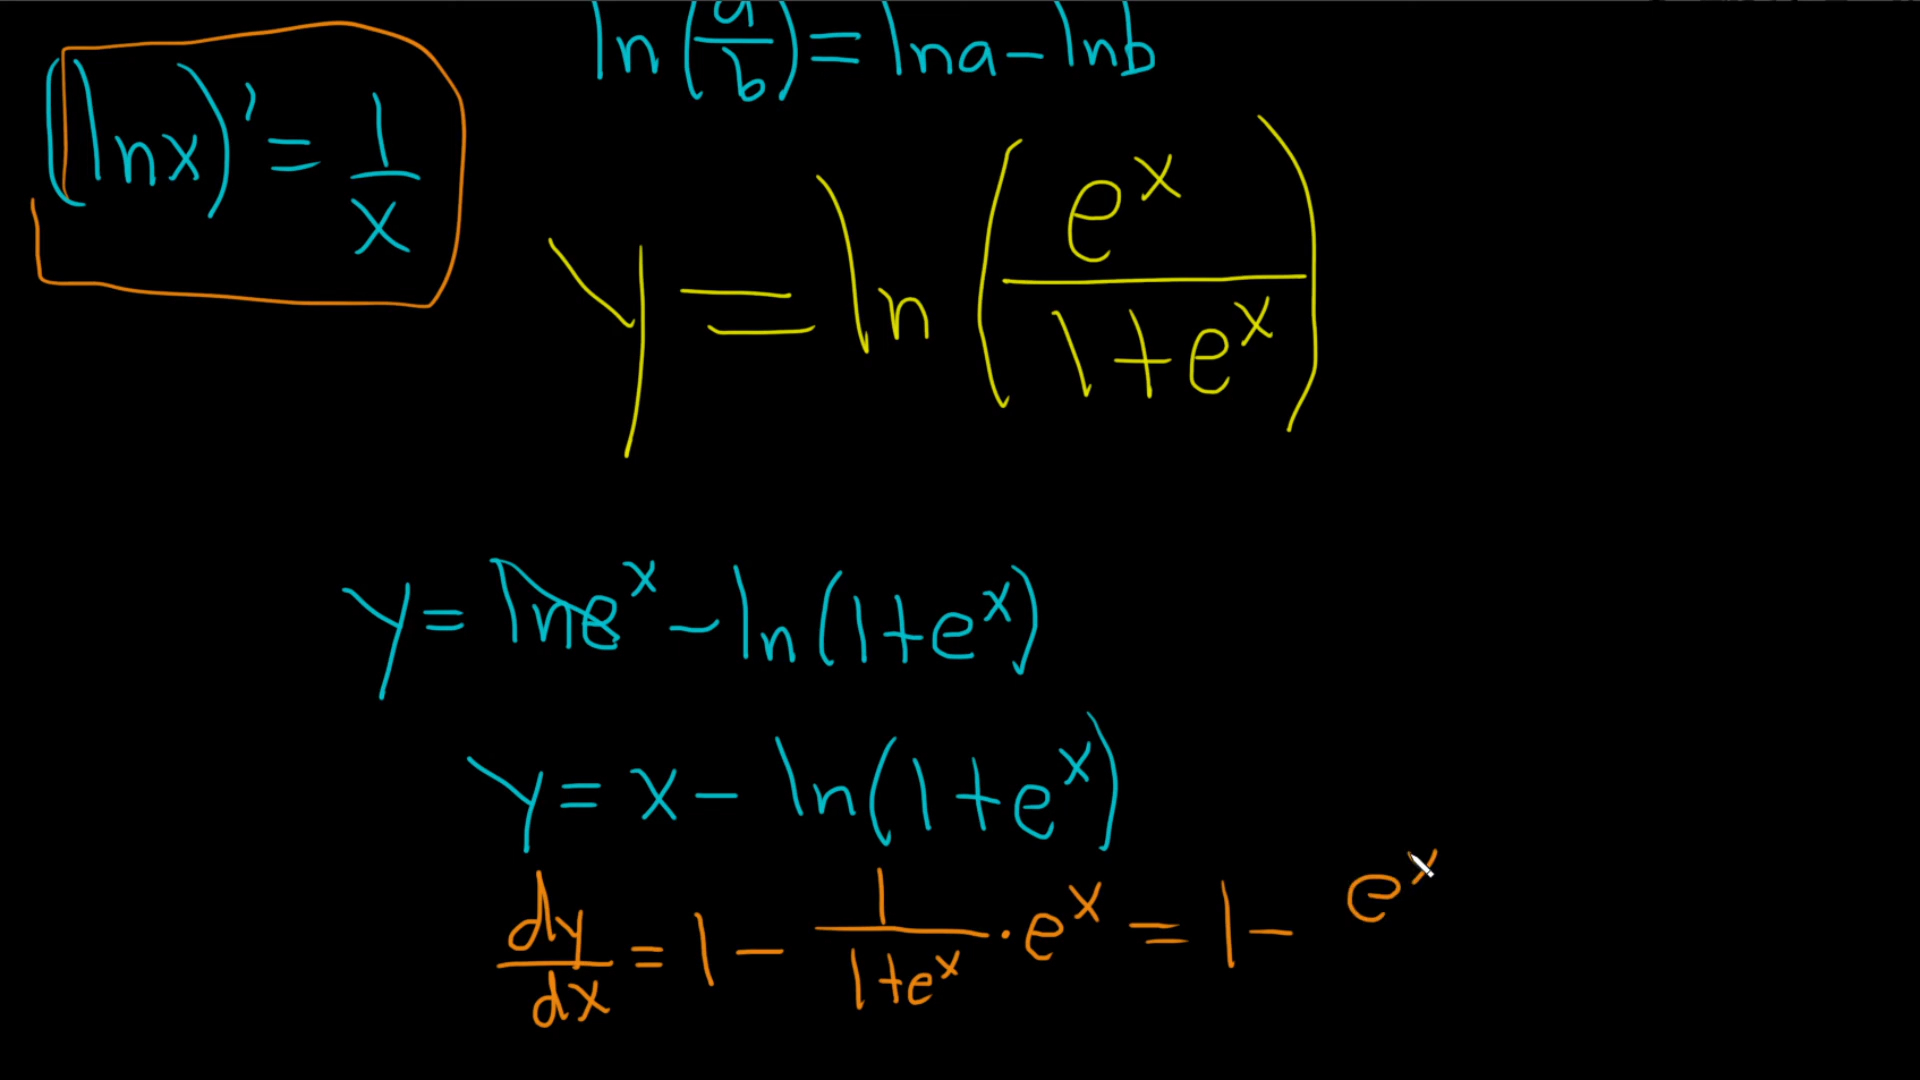 ln(a/b) = lna - lnb
(lnx)' = 1/x
y = ln(e^x/(1+e^x))
y = lne^x - ln(1+e^x)
y = x - ln(1+e^x)
dy/dx = 1 - 1/(1+e^x) · e^x = 1 - e^x